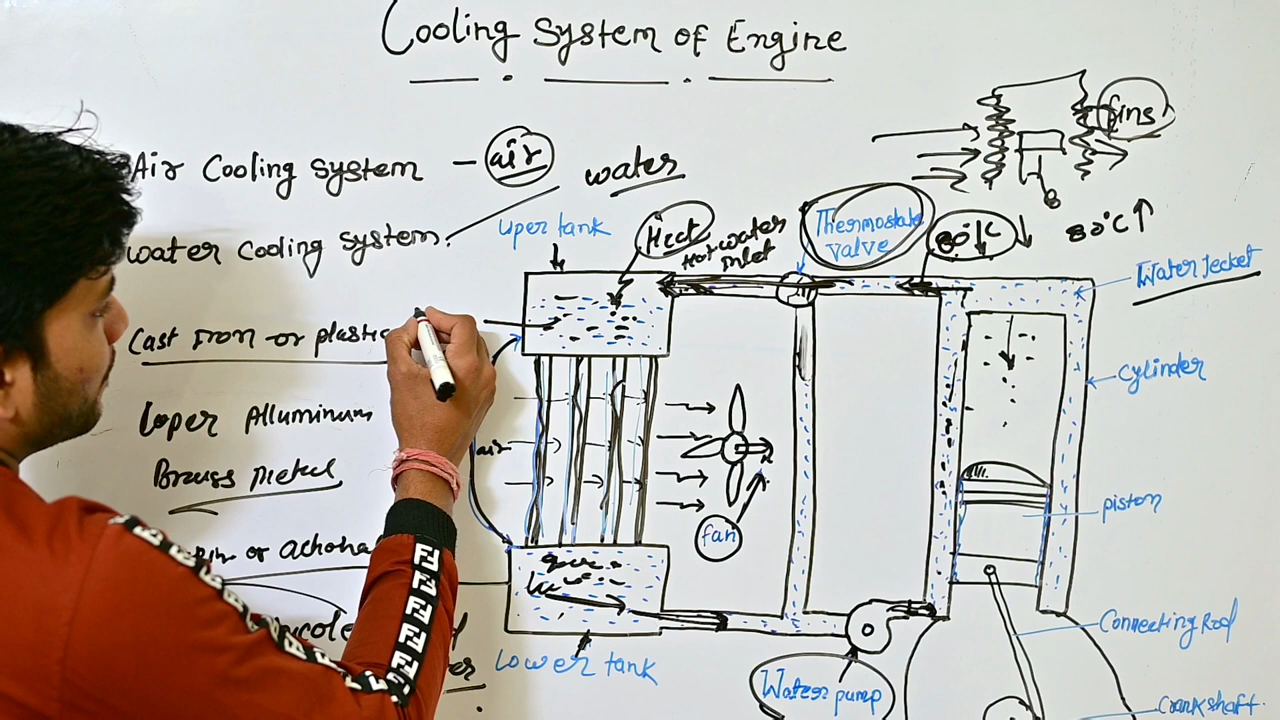 Cooling System of Engine
Air Cooling System - air
water
water cooling system.
fins
80°C
80°C
uper tank
Heat
Hot water
inlet
Thermostate
valve
Water Jecket
Cast Iron or plastic
cylinder
Coper Alluminum
Brass Metal
air
fan
piston
or
Lower tank
Water pump
Connecting Rod
Crankshaft